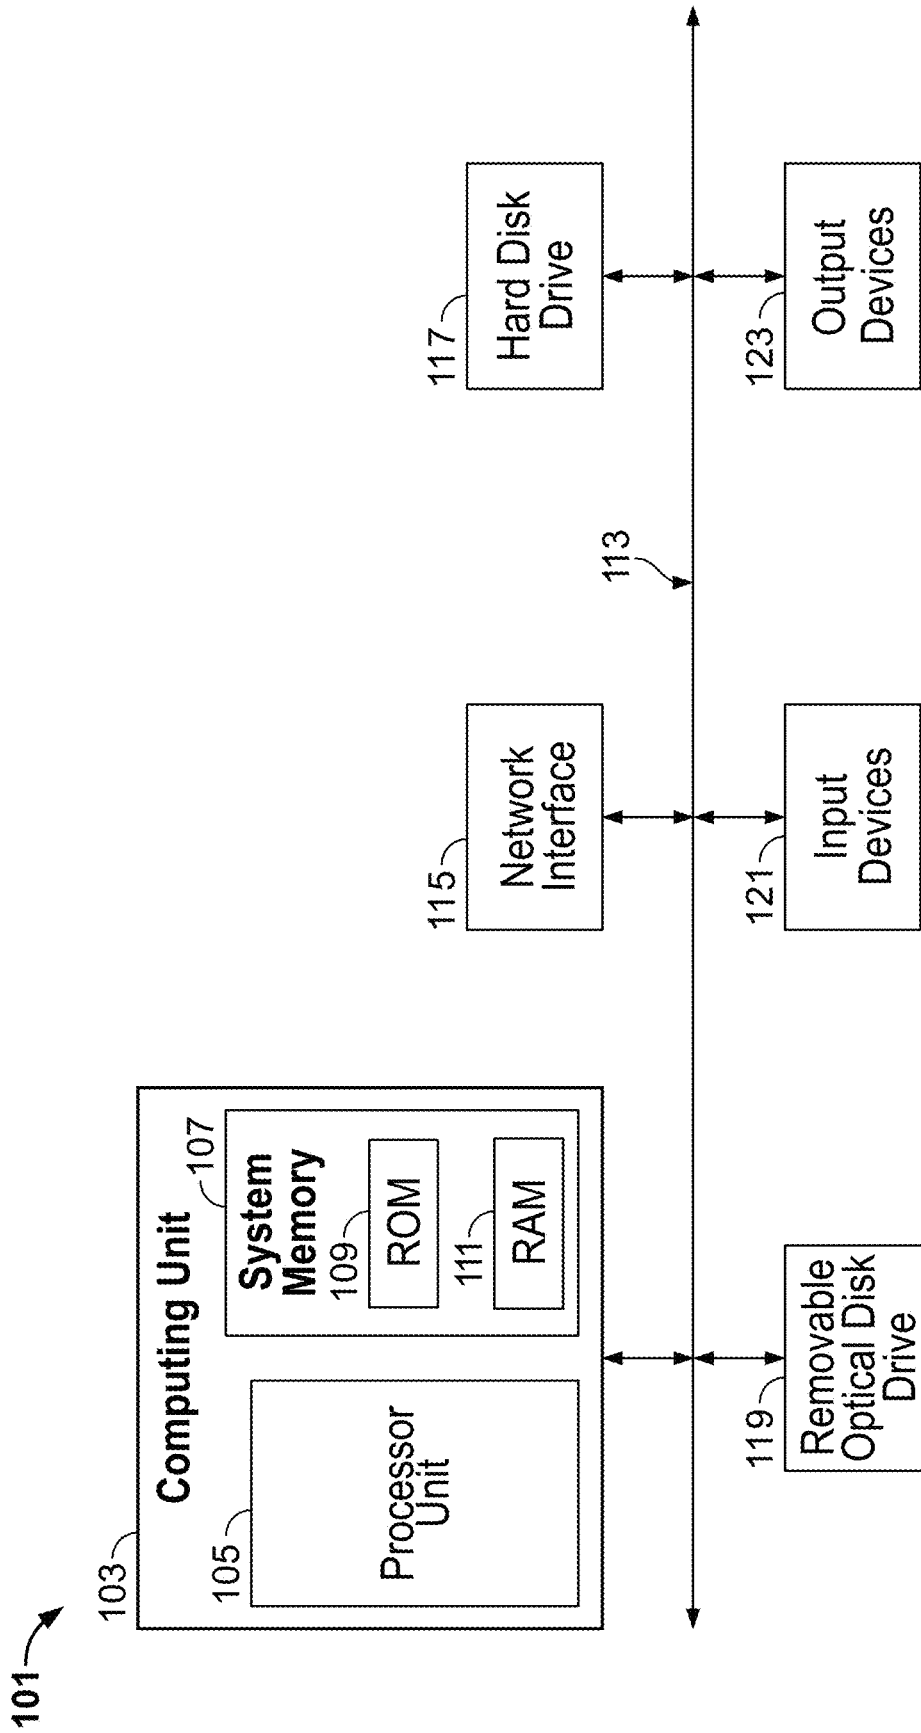 101
103
Computing Unit
105
Processor
Unit
107
System
Memory
109
ROM
111
RAM
115
Network
Interface
117
Hard Disk
Drive
113
119
Removable
Optical Disk
Drive
121
Input
Devices
123
Output
Devices